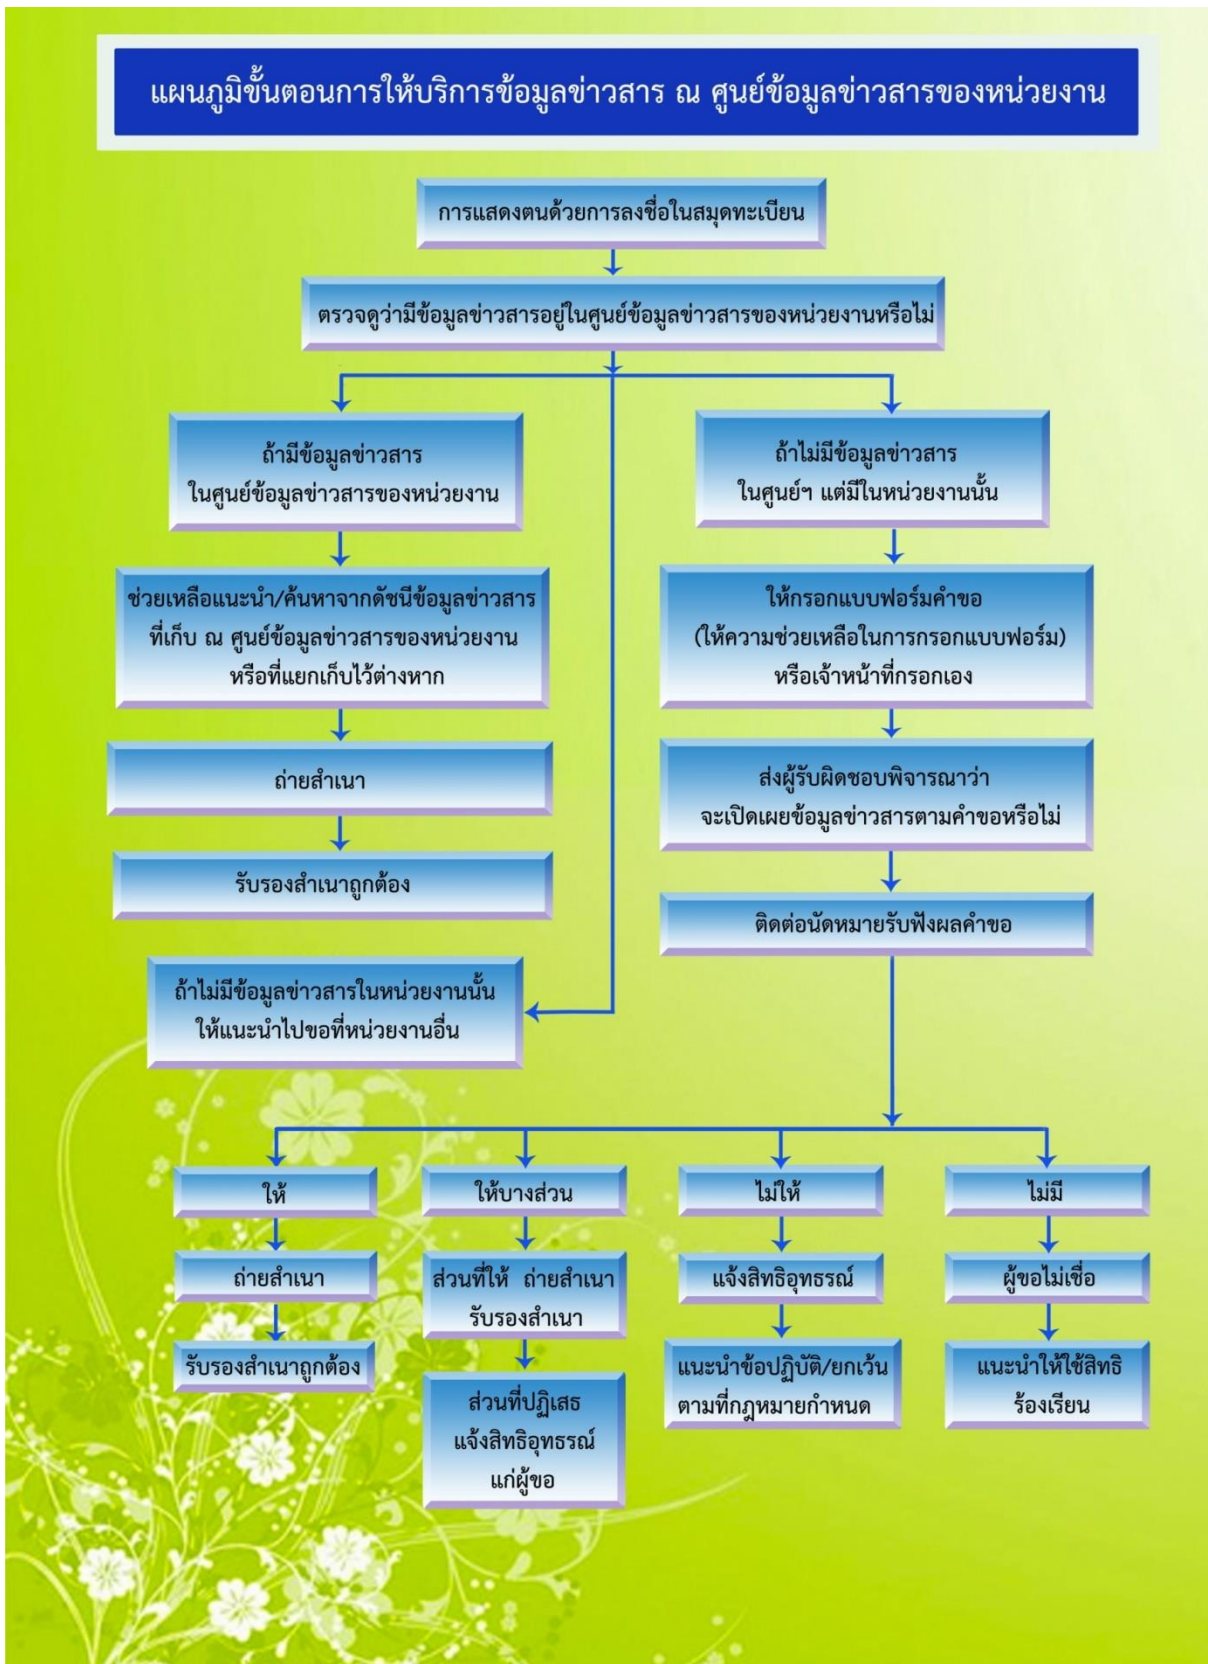 แผนภูมิขั้นตอนการให้บริการข้อมูลข่าวสาร ณ ศูนย์ข้อมูลข่าวสารของหน่วยงาน
การแสดงตนด้วยการลงชื่อในสมุดทะเบียน
ตรวจดูว่ามีข้อมูลข่าวสารอยู่ในศูนย์ข้อมูลข่าวสารของหน่วยงานหรือไม่
ถ้ามีข้อมูลข่าวสาร
ในศูนย์ข้อมูลข่าวสารของหน่วยงาน
ช่วยเหลือแนะนำ/ค้นหาจากดัชนีข้อมูลข่าวสาร
ที่เก็บ ณ ศูนย์ข้อมูลข่าวสารของหน่วยงาน
หรือที่แยกเก็บไว้ต่างหาก
ถ่ายสำเนา
รับรองสำเนาถูกต้อง
ถ้าไม่มีข้อมูลข่าวสารในหน่วยงานนั้น
ให้แนะนำไปขอที่หน่วยงานอื่น
ถ้าไม่มีข้อมูลข่าวสาร
ในศูนย์ฯ แต่มีในหน่วยงานนั้น
ให้กรอกแบบฟอร์มคำขอ
(ให้ความช่วยเหลือในการกรอกแบบฟอร์ม)
หรือเจ้าหน้าที่กรอกเอง
ส่งผู้รับผิดชอบพิจารณาว่า
จะเปิดเผยข้อมูลข่าวสารตามคำขอหรือไม่
ติดต่อนัดหมายรับฟังผลคำขอ
ให้
ถ่ายสำเนา
รับรองสำเนาถูกต้อง
ให้บางส่วน
ส่วนที่ให้ ถ่ายสำเนา
รับรองสำเนา
ส่วนที่ปฏิเสธ
แจ้งสิทธิอุทธรณ์
แก่ผู้ขอ
ไม่ให้
แจ้งสิทธิอุทธรณ์
แนะนำข้อปฏิบัติ/ยกเว้น
ตามที่กฎหมายกำหนด
ไม่มี
ผู้ขอไม่เชื่อ
แนะนำให้ใช้สิทธิ
ร้องเรียน